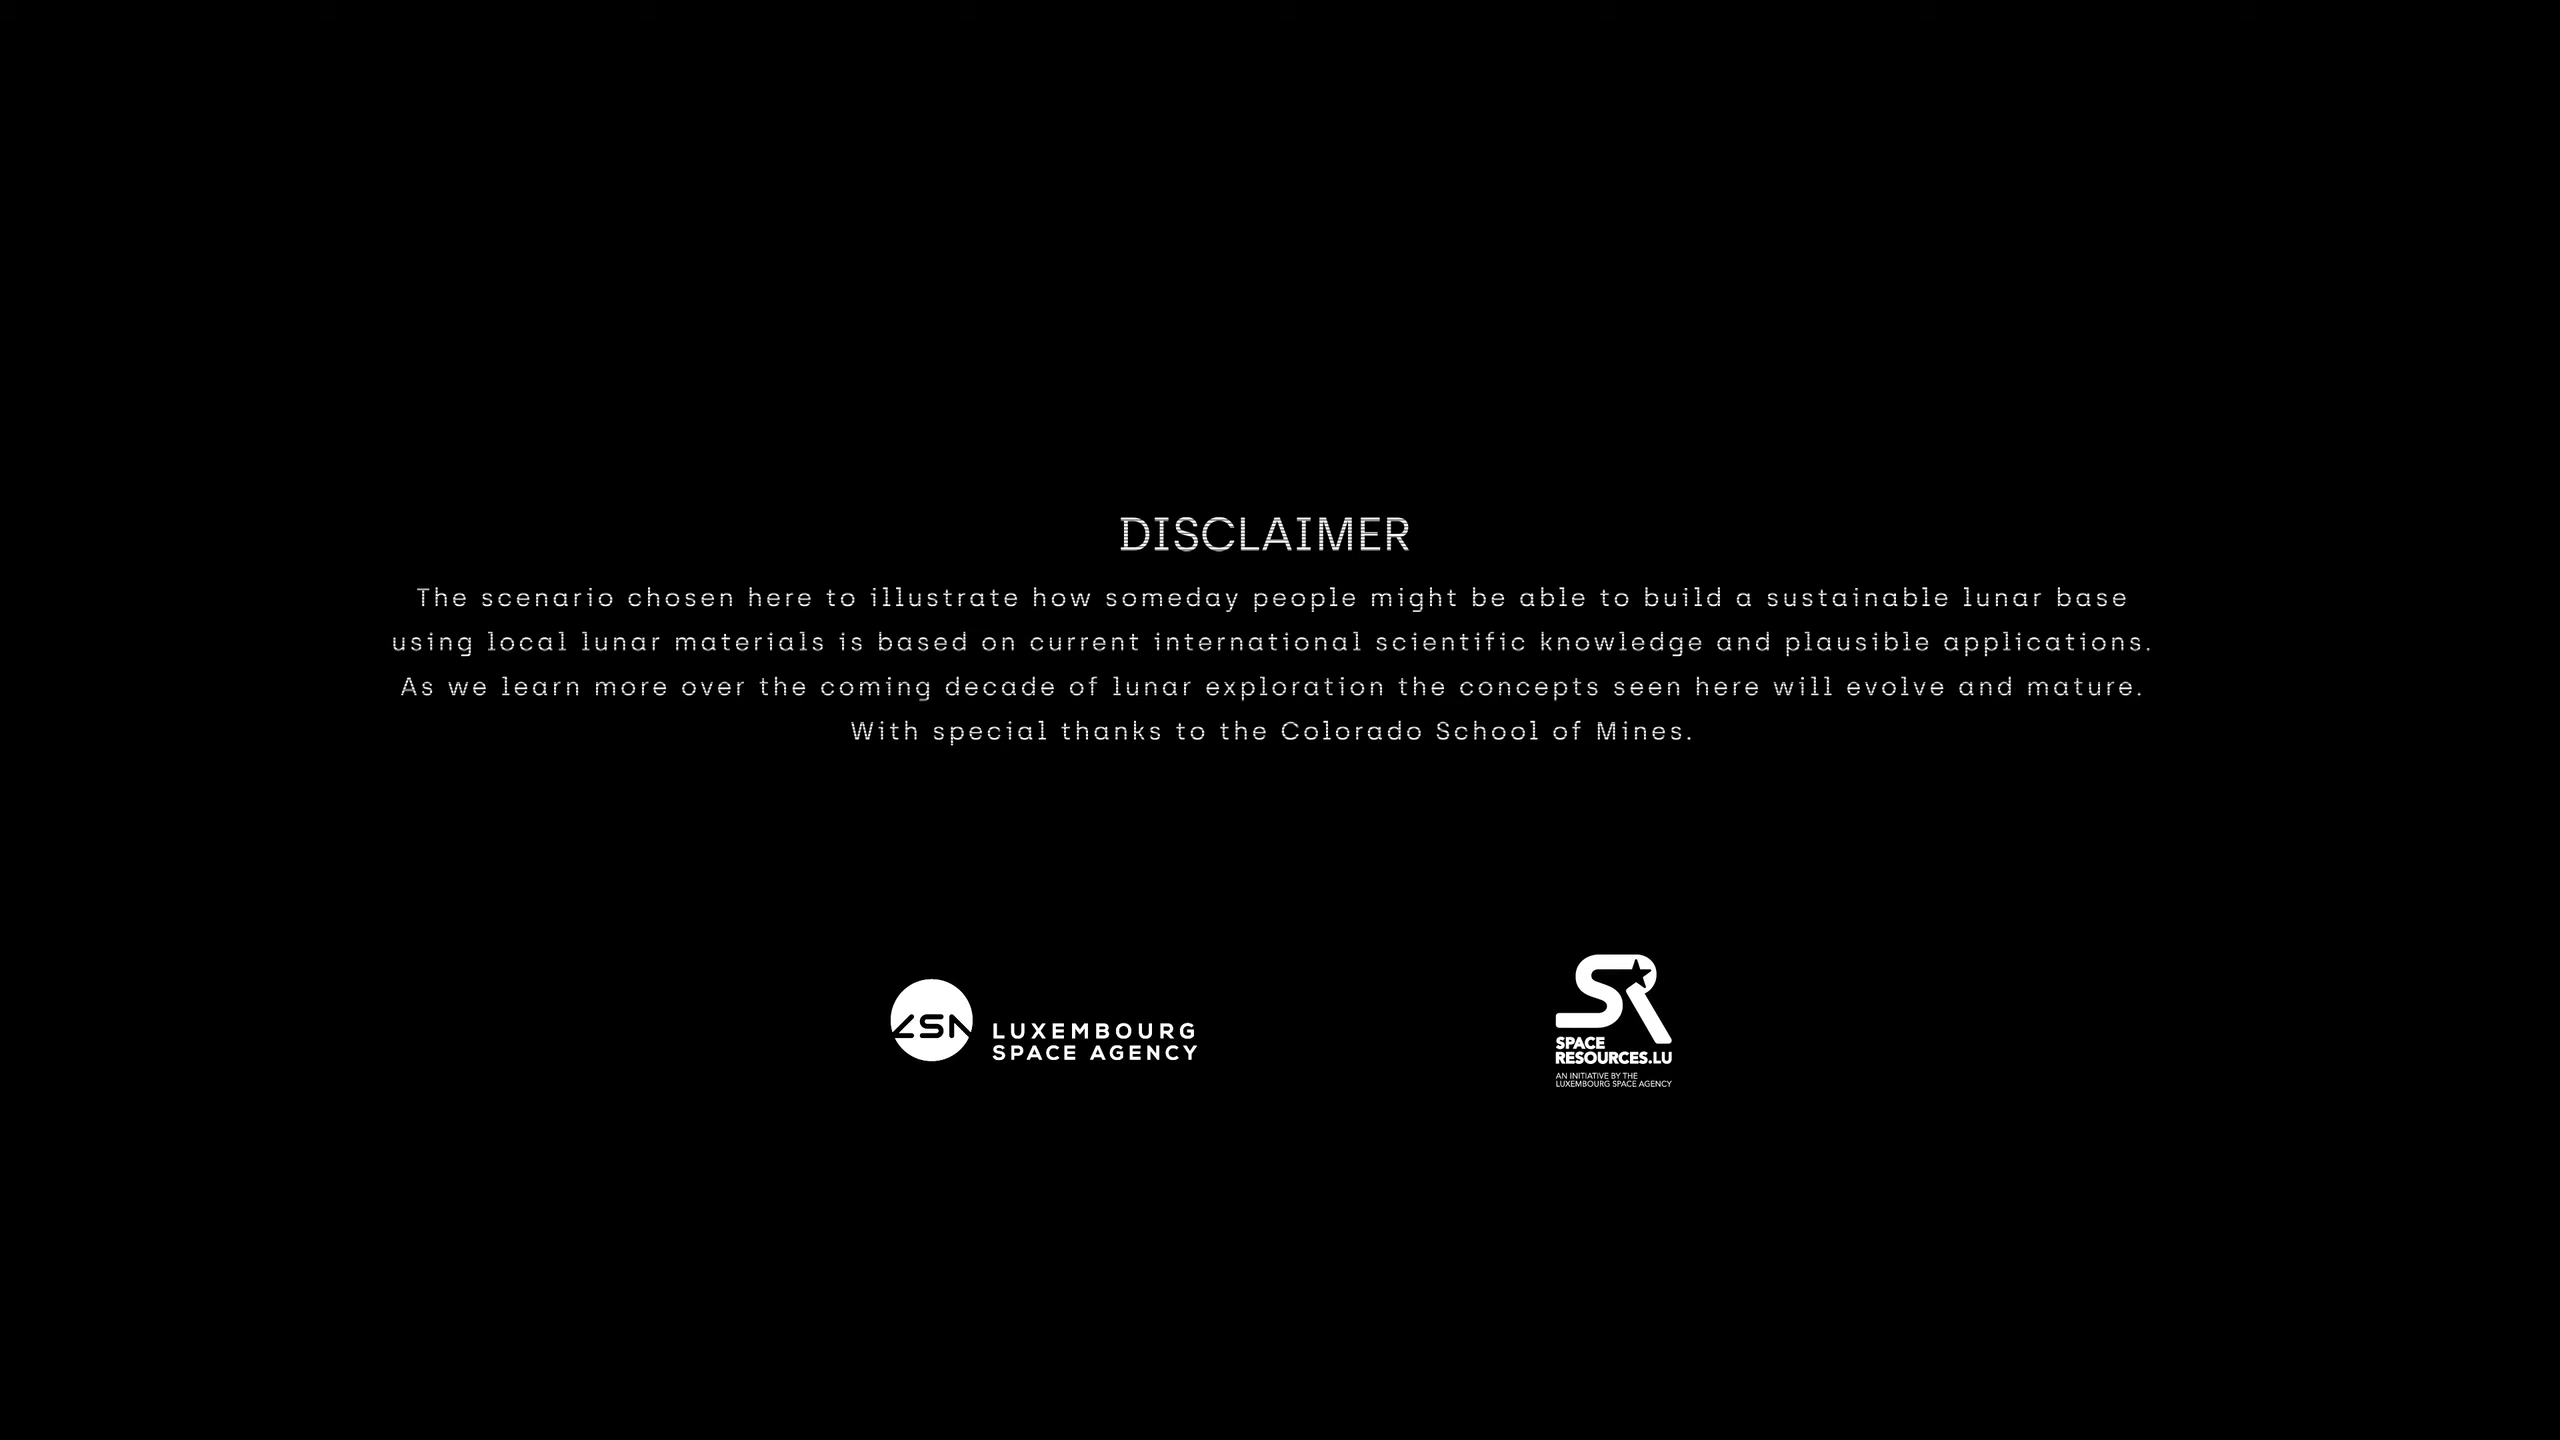 DISCLAIMER
The scenario chosen here to illustrate how someday people might be able to build a sustainable lunar base
using local lunar materials is based on current international scientific knowledge and plausible applications.
As we learn more over the coming decade of lunar exploration the concepts seen here will evolve and mature.
With special thanks to the Colorado School of Mines.
LSA
LUXEMBOURG
SPACE AGENCY
SR
SPACE
RESOURCES.LU
AN INITIATIVE BY THE
LUXEMBOURG SPACE AGENCY